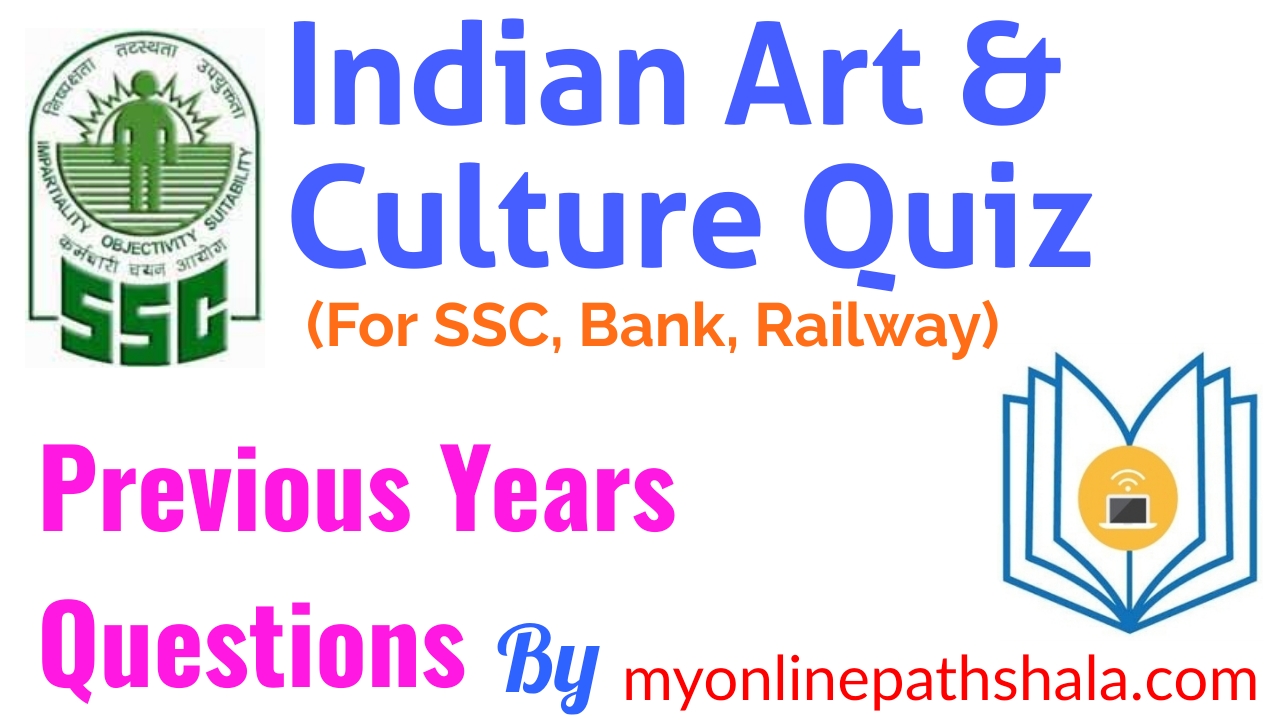 निष्पक्षता तटस्थता उपयुक्तता
IMPARTIALITY OBJECTIVITY SUITABILITY
कर्मचारी चयन आयोग
SSC
Indian Art &
Culture Quiz
(For SSC, Bank, Railway)
Previous Years
Questions By myonlinepathshala.com